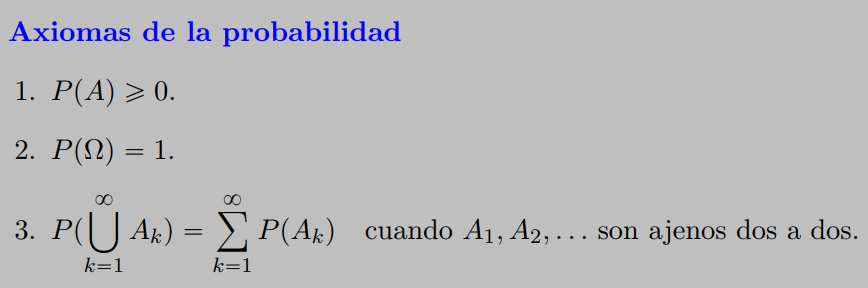 Axiomas de la probabilidad
1. P(A) ⩾ 0.
2. P(Ω) = 1.
3. P(⋃_{k=1}^{∞} A_k) = ∑_{k=1}^{∞} P(A_k) cuando A_1, A_2, . . . son ajenos dos a dos.